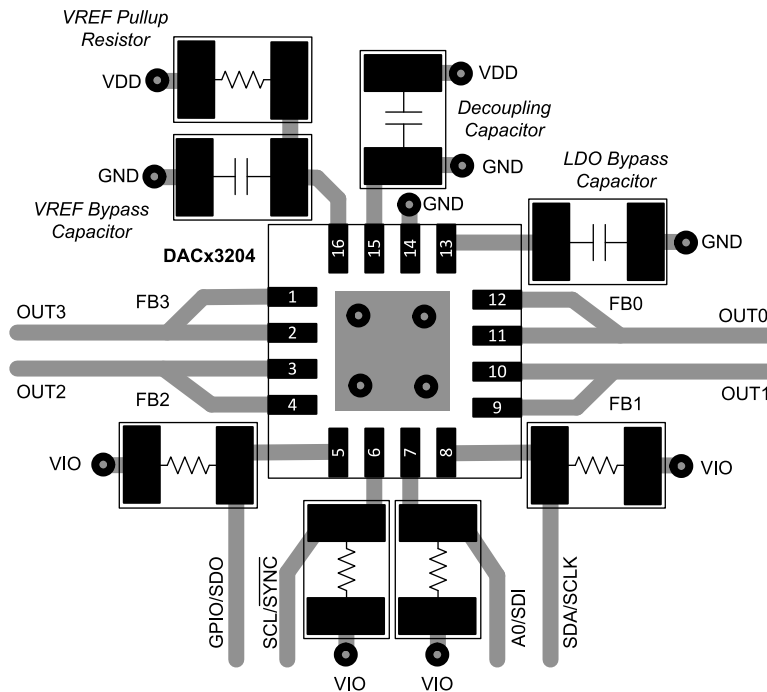 VREF Pullup
Resistor
VDD
VDD
Decoupling
Capacitor
GND
GND
LDO Bypass
Capacitor
VREF Bypass
Capacitor
GND
GND
DACx3204
16
15
14
13
1
2
3
4
12
11
10
9
5
6
7
8
FB3
OUT3
OUT2
FB2
FB0
OUT0
OUT1
FB1
VIO
VIO
GPIO/SDO
SCL/SYNC
A0/SDI
SDA/SCLK
VIO
VIO